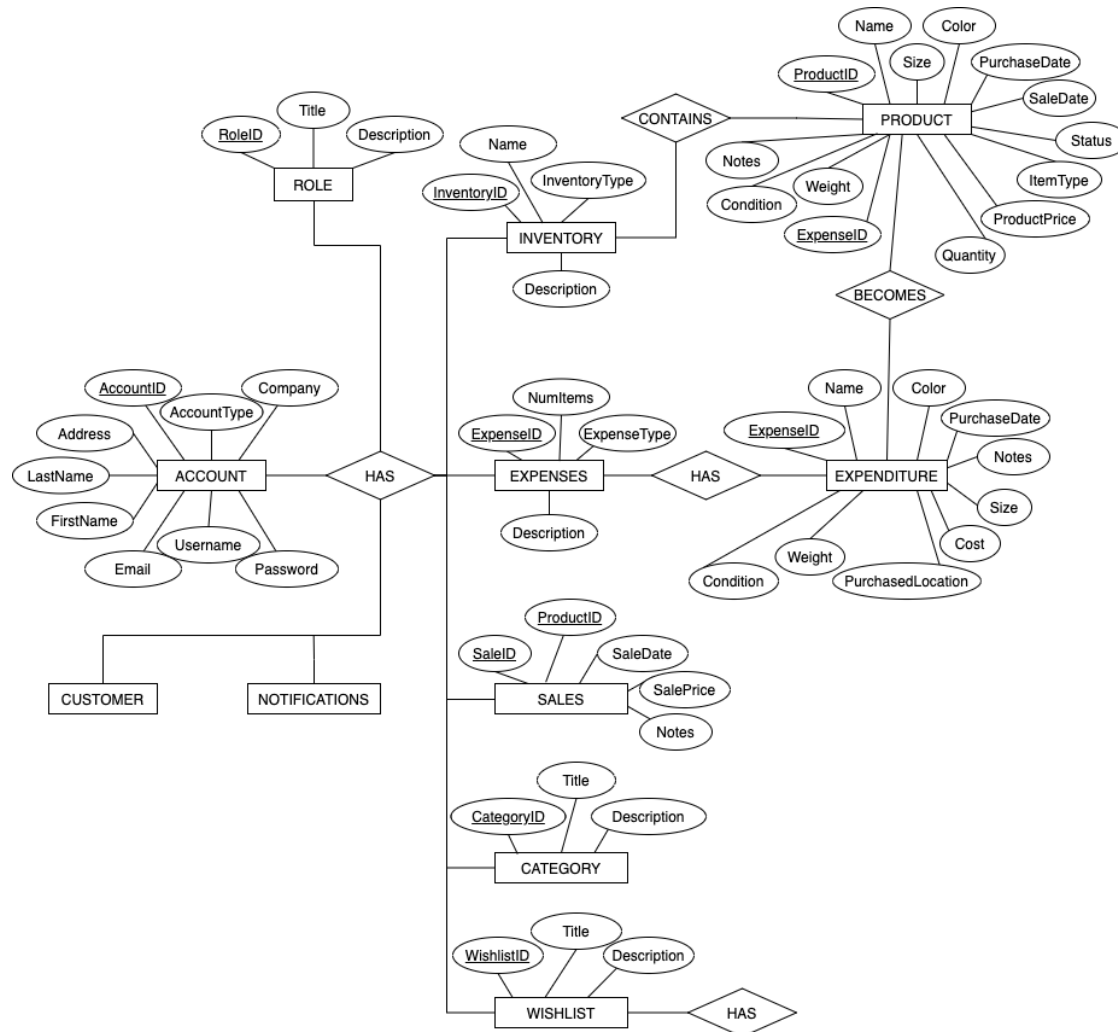 Name
Color
Size
PurchaseDate
ProductID
SaleDate
PRODUCT
CONTAINS
Status
Notes
ItemType
Weight
Condition
ProductPrice
ExpenseID
Quantity
Title
RoleID
Description
ROLE
Name
InventoryType
InventoryID
INVENTORY
Description
BECOMES
AccountID
Company
AccountType
Address
LastName
ACCOUNT
HAS
FirstName
Username
Email
Password
NumItems
ExpenseID
ExpenseType
EXPENSES
HAS
Description
Name
Color
PurchaseDate
ExpenseID
Notes
EXPENDITURE
Size
Cost
Weight
Condition
PurchasedLocation
CUSTOMER
NOTIFICATIONS
ProductID
SaleID
SaleDate
SalePrice
SALES
Notes
Title
CategoryID
Description
CATEGORY
Title
WishlistID
Description
WISHLIST
HAS